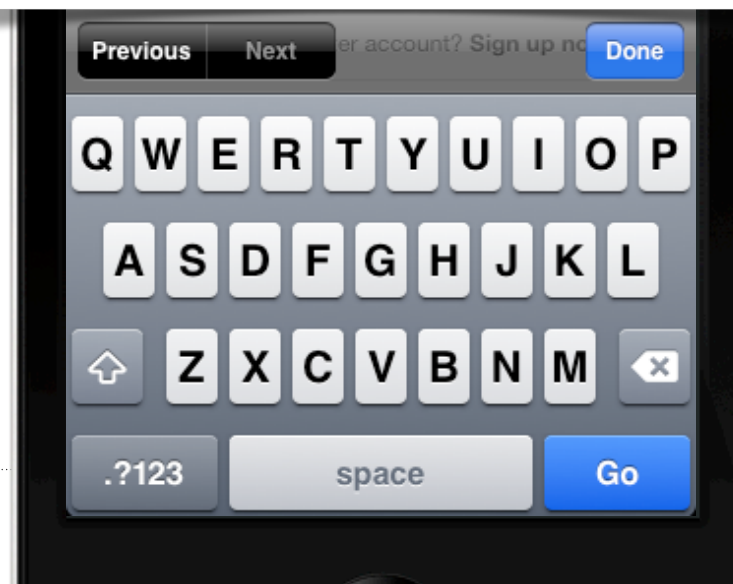 Previous Next er account? Sign up no Done
Q W E R T Y U I O P
A S D F G H J K L
Z X C V B N M
.?123 space Go